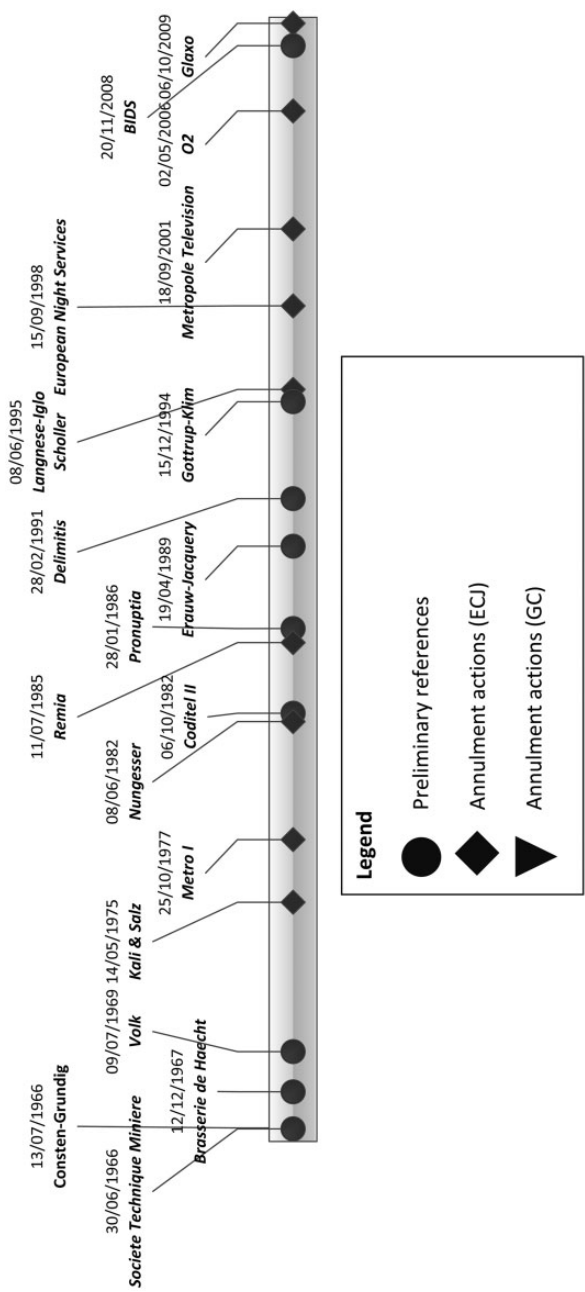 30/06/1966
Societe Technique Miniere
13/07/1966
Consten-Grundig
12/12/1967
Brasserie de Haecht
09/07/1969
Volk
14/05/1975
Kali & Salz
25/10/1977
Metro I
08/06/1982
Nungesser
06/10/1982
Coditel II
11/07/1985
Remia
28/01/1986
Pronuptia
19/04/1989
Erauw-Jacquery
28/02/1991
Delimitis
15/12/1994
Gottrup-Klim
08/06/1995
Langnese-Iglo
Scholler
15/09/1998
European Night Services
18/09/2001
Metropole Television
02/05/2006
O2
20/11/2008
BIDS
06/10/2009
Glaxo
Legend
Preliminary references
Annulment actions (ECJ)
Annulment actions (GC)